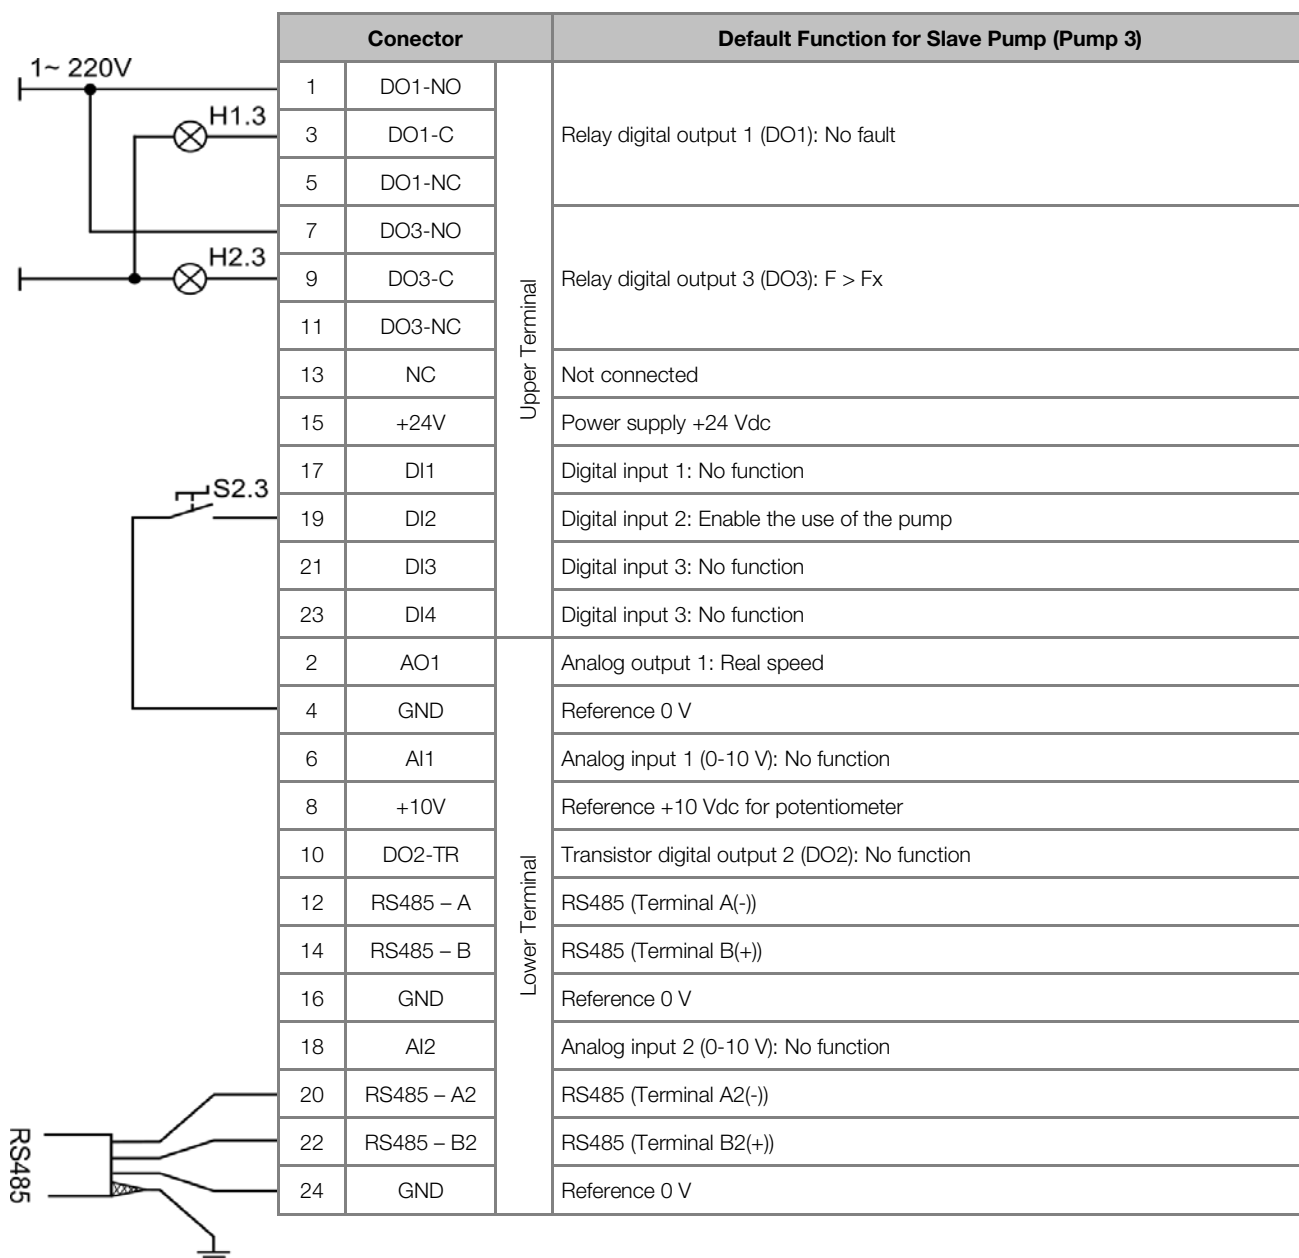 Conector Default Function for Slave Pump (Pump 3)
1~ 220V
H1.3
H2.3
S2.3
RS485
Upper Terminal
1 DO1-NO
3 DO1-C Relay digital output 1 (DO1): No fault
5 DO1-NC
7 DO3-NO
9 DO3-C Relay digital output 3 (DO3): F > Fx
11 DO3-NC
13 NC Not connected
15 +24V Power supply +24 Vdc
17 DI1 Digital input 1: No function
19 DI2 Digital input 2: Enable the use of the pump
21 DI3 Digital input 3: No function
23 DI4 Digital input 3: No function
Lower Terminal
2 AO1 Analog output 1: Real speed
4 GND Reference 0 V
6 AI1 Analog input 1 (0-10 V): No function
8 +10V Reference +10 Vdc for potentiometer
10 DO2-TR Transistor digital output 2 (DO2): No function
12 RS485 – A RS485 (Terminal A(-))
14 RS485 – B RS485 (Terminal B(+))
16 GND Reference 0 V
18 AI2 Analog input 2 (0-10 V): No function
20 RS485 – A2 RS485 (Terminal A2(-))
22 RS485 – B2 RS485 (Terminal B2(+))
24 GND Reference 0 V